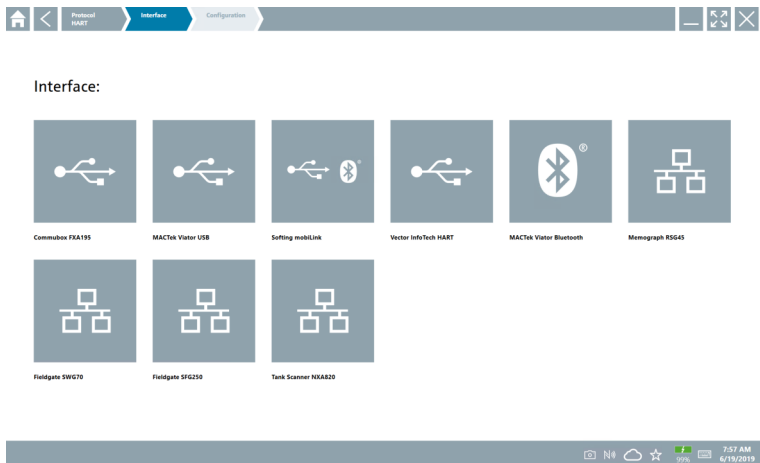 Protocol
HART
Interface
Configuration
Interface:
Commubox FXA195
MACTek Viator USB
Softing mobiLink
Vector InfoTech HART
MACTek Viator Bluetooth
Memograph RSG45
Fieldgate SWG70
Fieldgate SFG250
Tank Scanner NXA820
99%
7:57 AM
6/19/2019